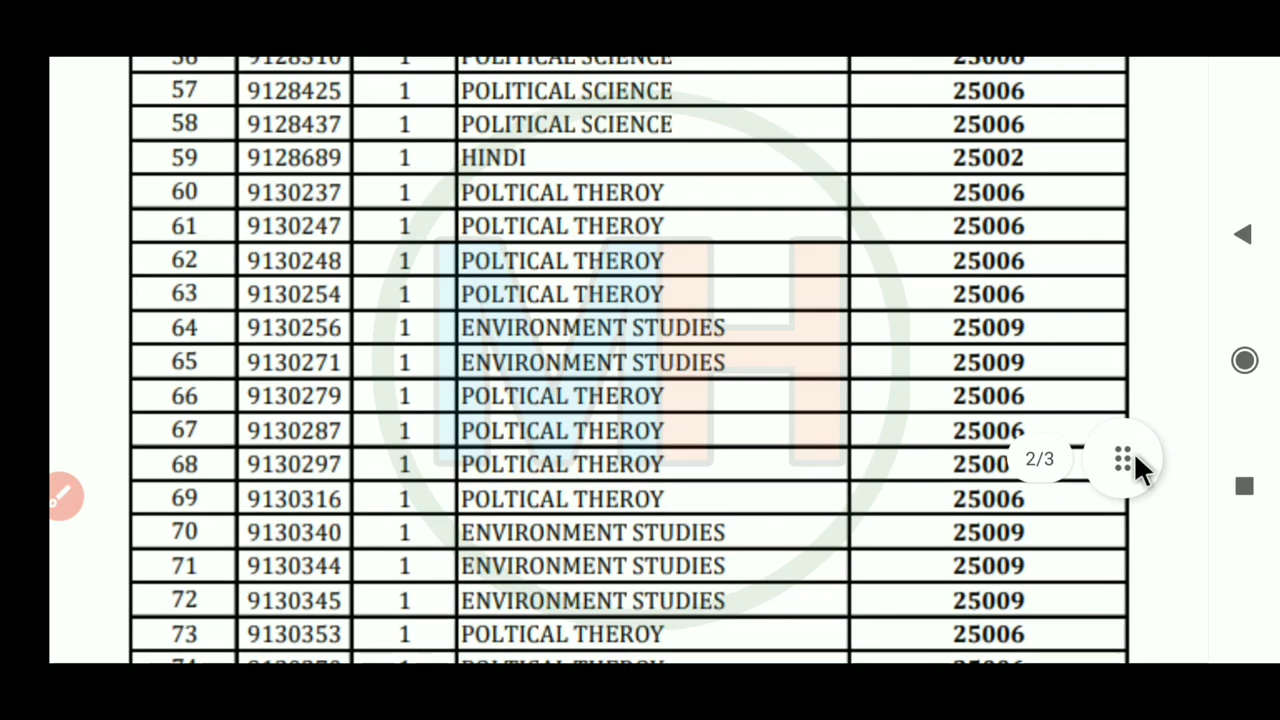 56 9128310 1 POLITICAL SCIENCE 25006
57 9128425 1 POLITICAL SCIENCE 25006
58 9128437 1 POLITICAL SCIENCE 25006
59 9128689 1 HINDI 25002
60 9130237 1 POLTICAL THEROY 25006
61 9130247 1 POLTICAL THEROY 25006
62 9130248 1 POLTICAL THEROY 25006
63 9130254 1 POLTICAL THEROY 25006
64 9130256 1 ENVIRONMENT STUDIES 25009
65 9130271 1 ENVIRONMENT STUDIES 25009
66 9130279 1 POLTICAL THEROY 25006
67 9130287 1 POLTICAL THEROY 25006
68 9130297 1 POLTICAL THEROY 2/3
69 9130316 1 POLTICAL THEROY 25006
70 9130340 1 ENVIRONMENT STUDIES 25009
71 9130344 1 ENVIRONMENT STUDIES 25009
72 9130345 1 ENVIRONMENT STUDIES 25009
73 9130353 1 POLTICAL THEROY 25006
MH